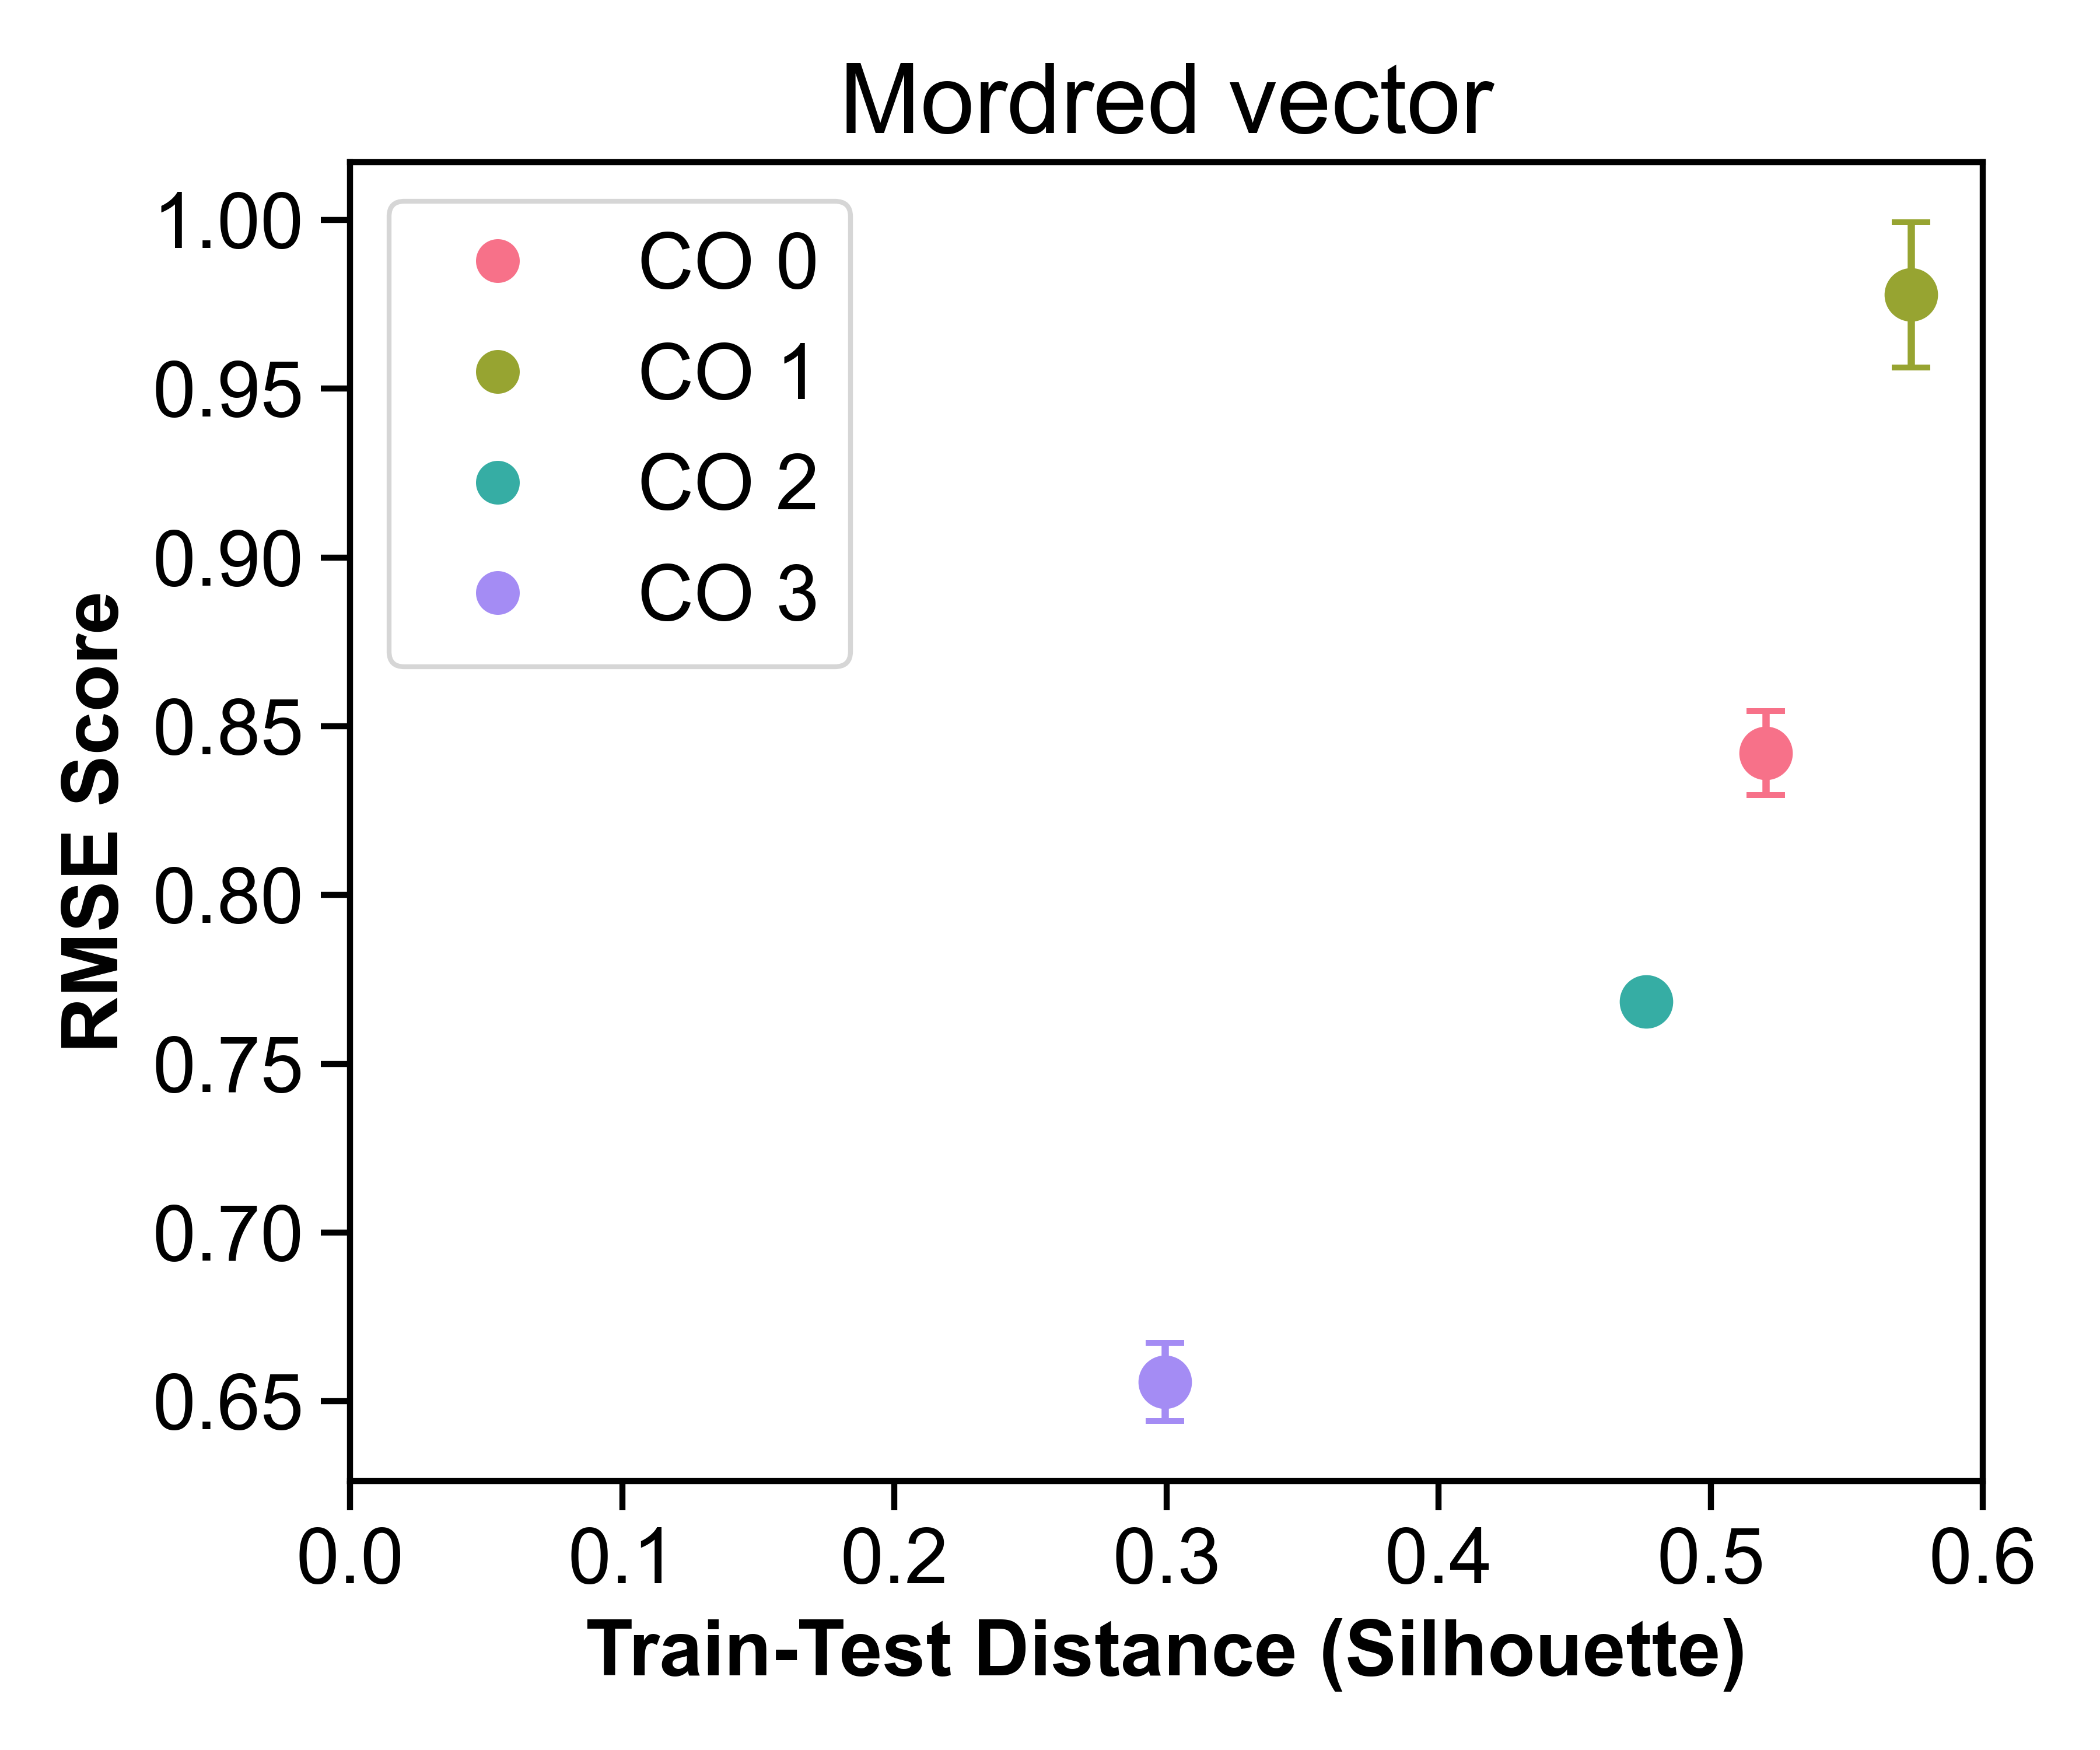 Mordred vector
1.00
0.95
0.90
0.85
0.80
0.75
0.70
0.65
RMSE Score
CO 0
CO 1
CO 2
CO 3
0.0 0.1 0.2 0.3 0.4 0.5 0.6
Train-Test Distance (Silhouette)